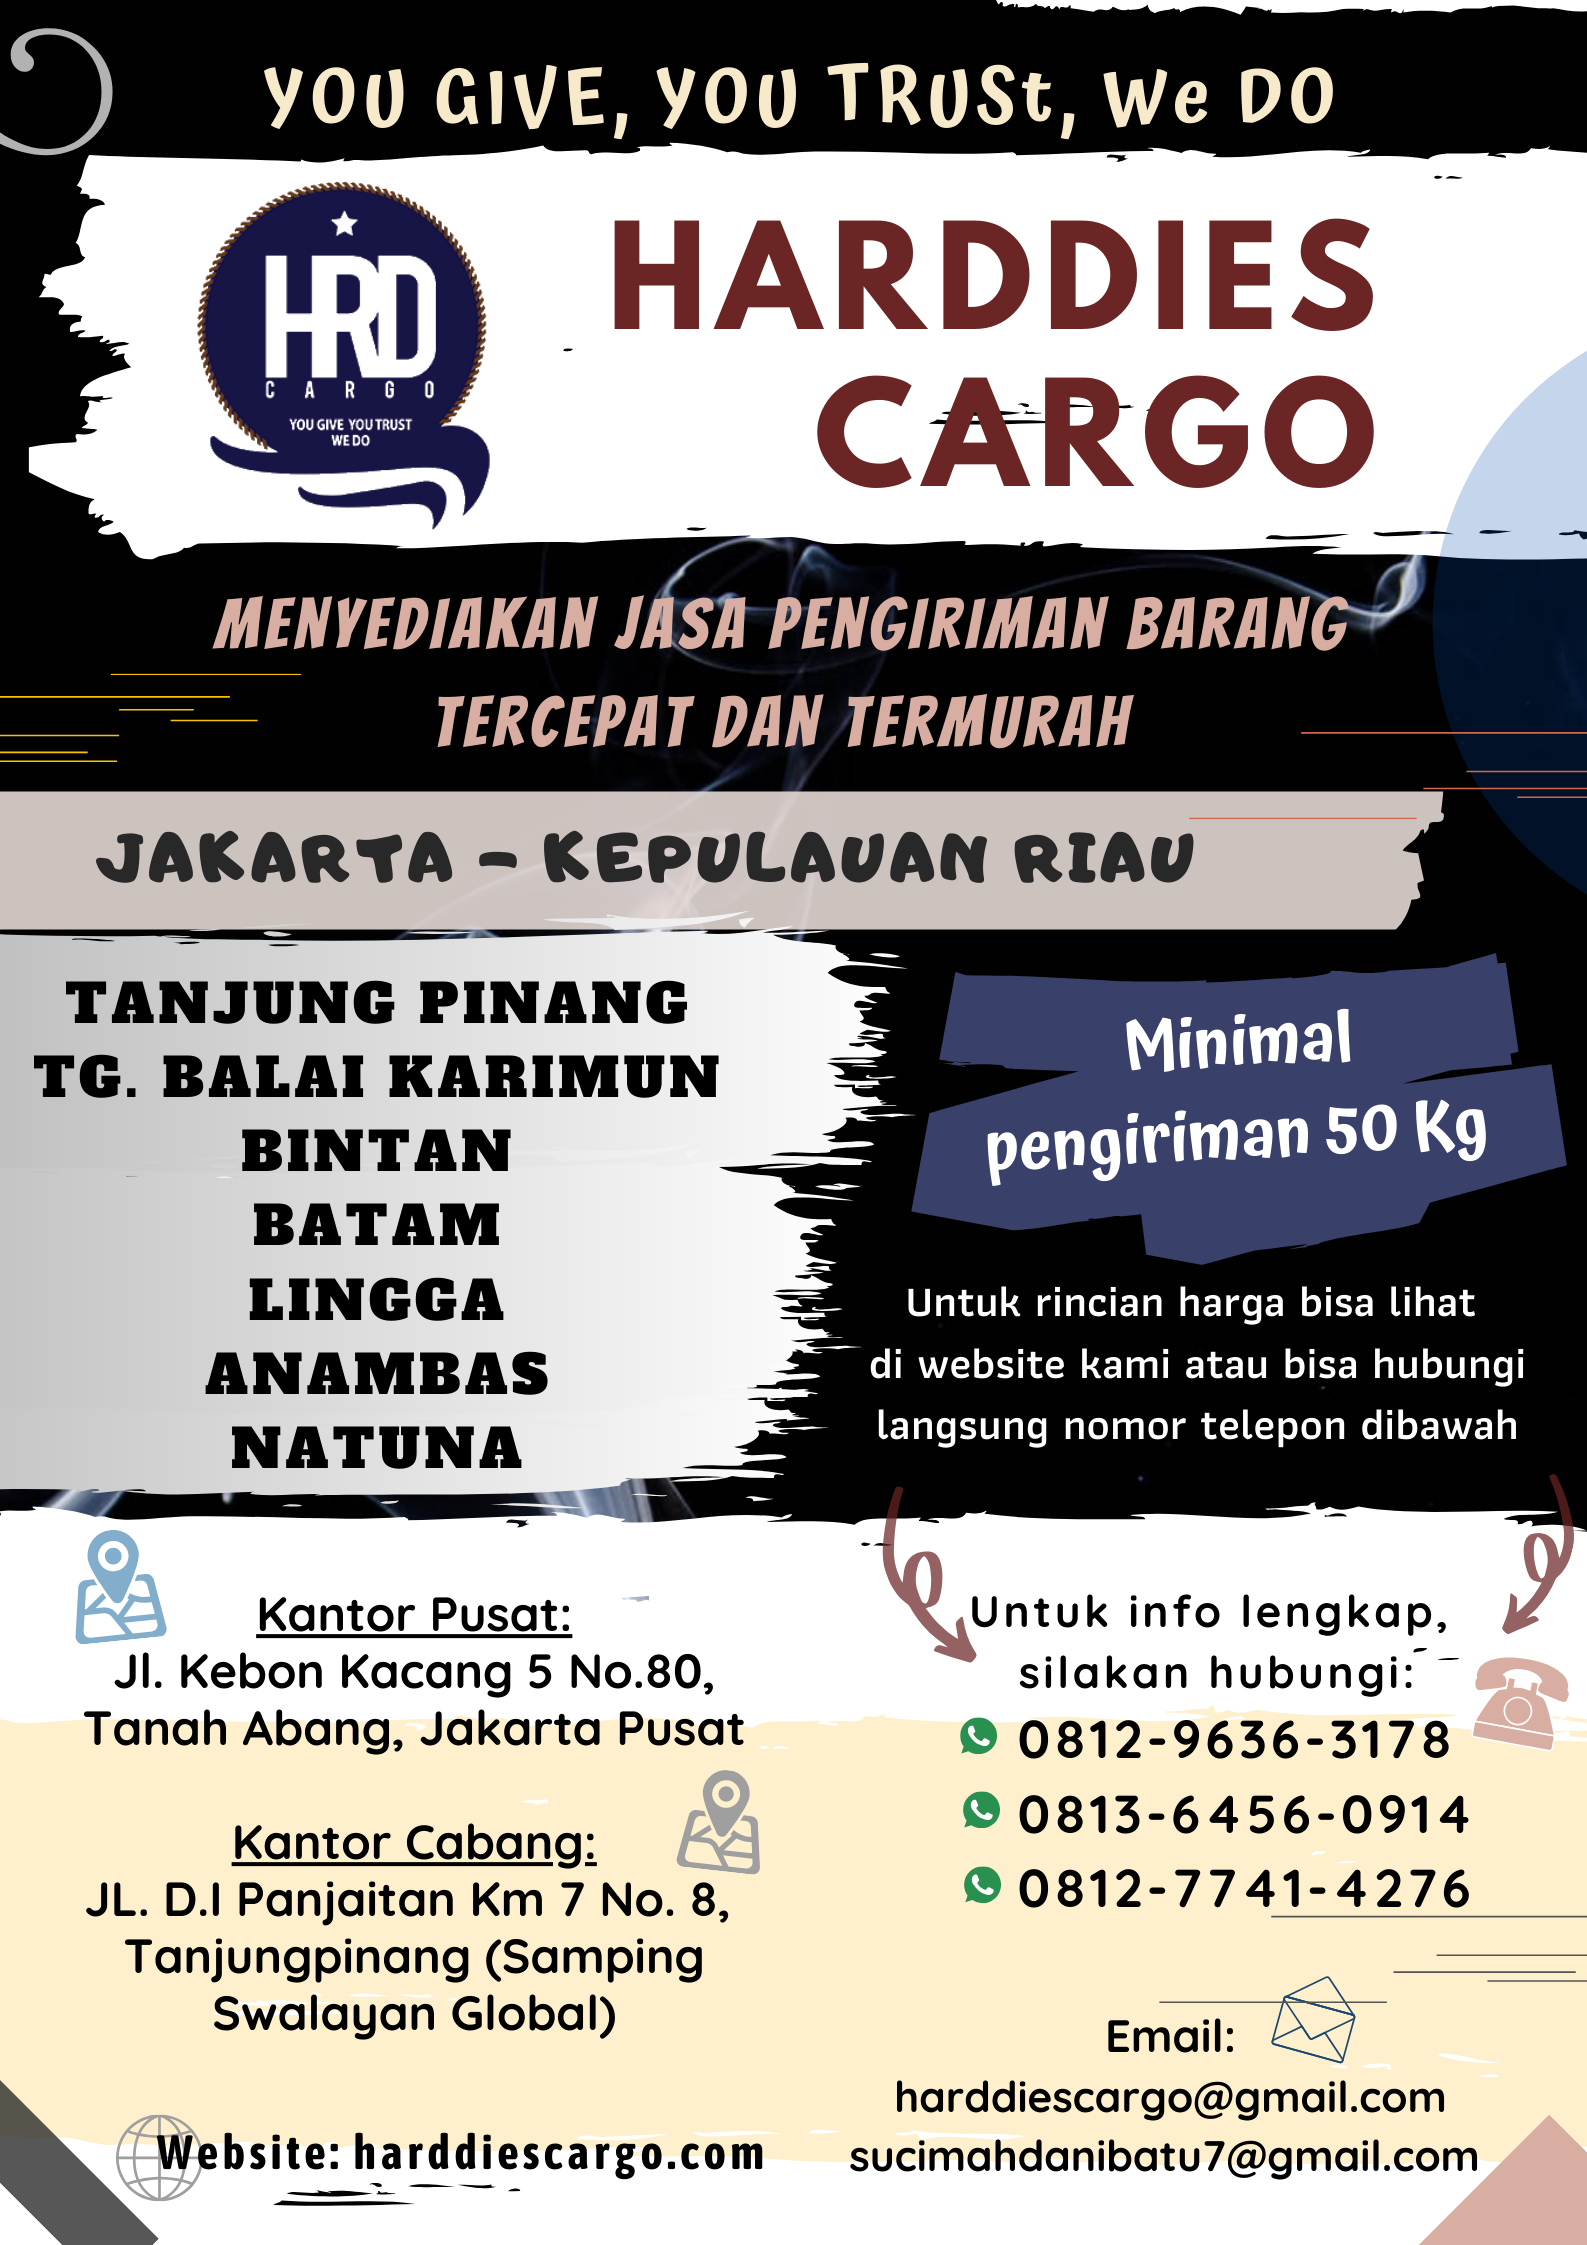 YOU GIVE, YOU TRUSt, We DO
HRD
CARGO
YOU GIVE YOU TRUST
WE DO
HARDDIES
CARGO
MENYEDIAKAN JASA PENGIRIMAN BARANG
TERCEPAT DAN TERMURAH
JAKARTA - KEPULAUAN RIAU
TANJUNG PINANG
TG. BALAI KARIMUN
BINTAN
BATAM
LINGGA
ANAMBAS
NATUNA
Minimal
pengiriman 50 Kg
Untuk rincian harga bisa lihat
di website kami atau bisa hubungi
langsung nomor telepon dibawah
Kantor Pusat:
Jl. Kebon Kacang 5 No.80,
Tanah Abang, Jakarta Pusat
Kantor Cabang:
JL. D.I Panjaitan Km 7 No. 8,
Tanjungpinang (Samping
Swalayan Global)
Website: harddiescargo.com
Untuk info lengkap,
silakan hubungi:
0812-9636-3178
0813-6456-0914
0812-7741-4276
Email:
harddiescargo@gmail.com
sucimahdanibatu7@gmail.com